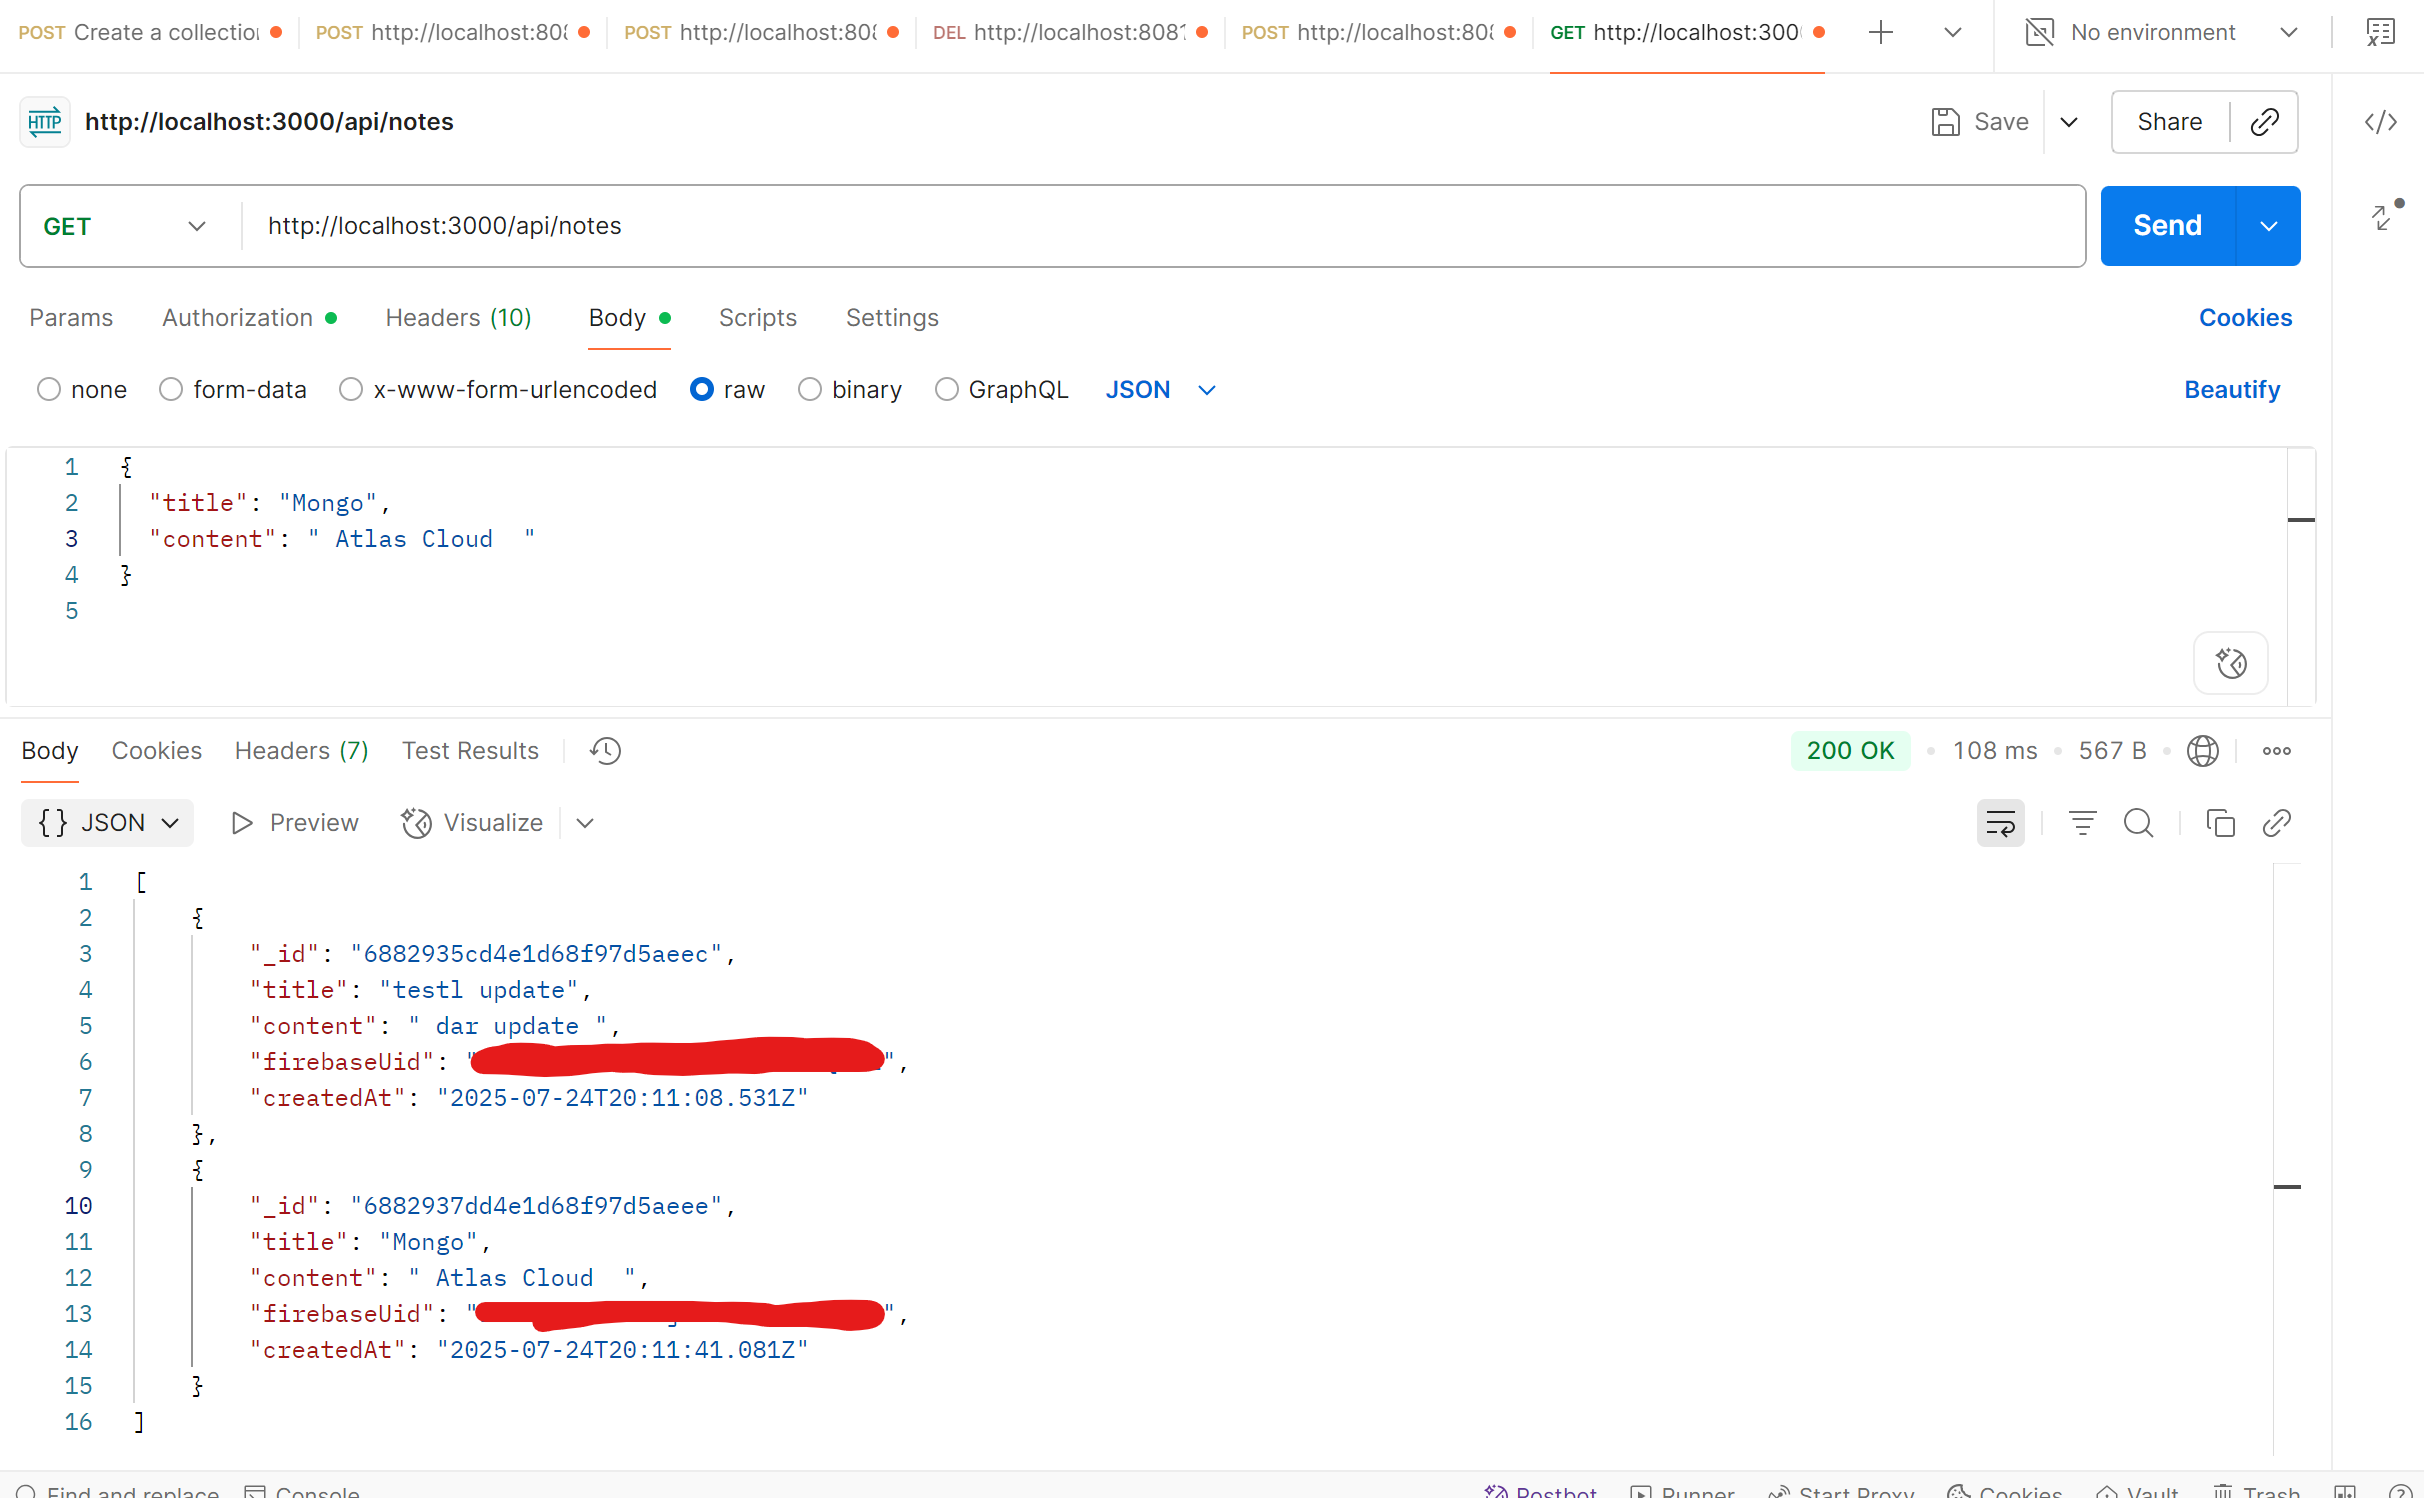 POST Create a collection POST http://localhost:808 POST http://localhost:808 DEL http://localhost:8081 POST http://localhost:808 GET http://localhost:300 No environment
HTTP http://localhost:3000/api/notes Save Share
GET http://localhost:3000/api/notes Send
Params Authorization Headers (10) Body Scripts Settings Cookies
none form-data x-www-form-urlencoded raw binary GraphQL JSON Beautify
1 {
2 "title": "Mongo",
3 "content": " Atlas Cloud  "
4 }
5
Body Cookies Headers (7) Test Results 200 OK • 108 ms • 567 B
{} JSON Preview Visualize
1 [
2 {
3 "_id": "6882935cd4e1d68f97d5aeec",
4 "title": "testl update",
5 "content": " dar update ",
6 "firebaseUid": "",
7 "createdAt": "2025-07-24T20:11:08.531Z"
8 },
9 {
10 "_id": "6882937dd4e1d68f97d5aeee",
11 "title": "Mongo",
12 "content": " Atlas Cloud  ",
13 "firebaseUid": "",
14 "createdAt": "2025-07-24T20:11:41.081Z"
15 }
16 ]
Find and replace Console Postbot Runner Start Proxy Cookies Vault Trash